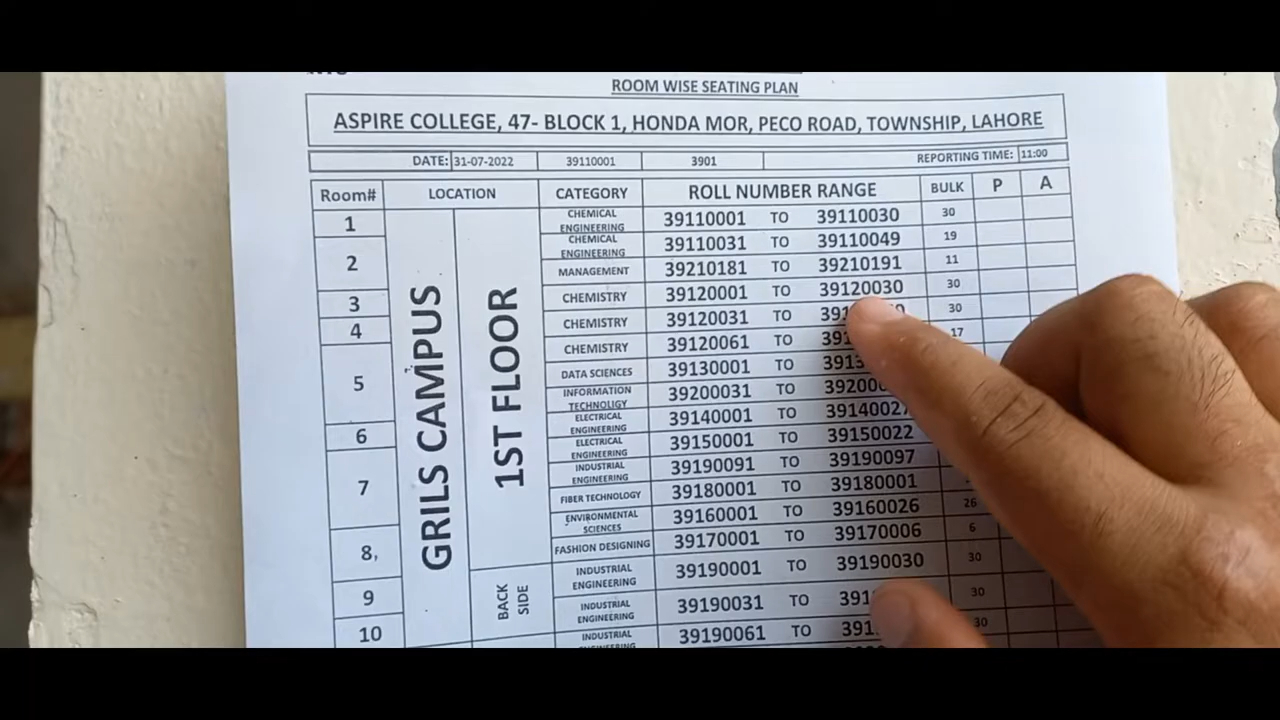 ROOM WISE SEATING PLAN
ASPIRE COLLEGE, 47- BLOCK 1, HONDA MOR, PECO ROAD, TOWNSHIP, LAHORE
DATE: 31-07-2022 39110001 3901 REPORTING TIME: 11:00
Room# LOCATION CATEGORY ROLL NUMBER RANGE BULK P A
GRILS CAMPUS
1ST FLOOR
1 CHEMICAL ENGINEERING 39110001 TO 39110030 30
2 CHEMICAL ENGINEERING 39110031 TO 39110049 19
MANAGEMENT 39210181 TO 39210191 11
3 CHEMISTRY 39120001 TO 39120030 30
4 CHEMISTRY 39120031 TO 30
5 CHEMISTRY 39120061 TO 17
DATA SCIENCES 39130001 TO
INFORMATION TECHNOLIGY 39200031 TO
6 ELECTRICAL ENGINEERING 39140001 TO 39140027
7 ELECTRICAL ENGINEERING 39150001 TO 39150022
INDUSTRIAL ENGINEERING 39190091 TO 39190097
FIBER TECHNOLOGY 39180001 TO 39180001
8, ENVIRONMENTAL SCIENCES 39160001 TO 39160026 26
FASHION DESIGNING 39170001 TO 39170006 6
BACK SIDE
9 INDUSTRIAL ENGINEERING 39190001 TO 39190030 30
10 INDUSTRIAL ENGINEERING 39190031 TO 30
INDUSTRIAL ENGINEERING 39190061 TO 30